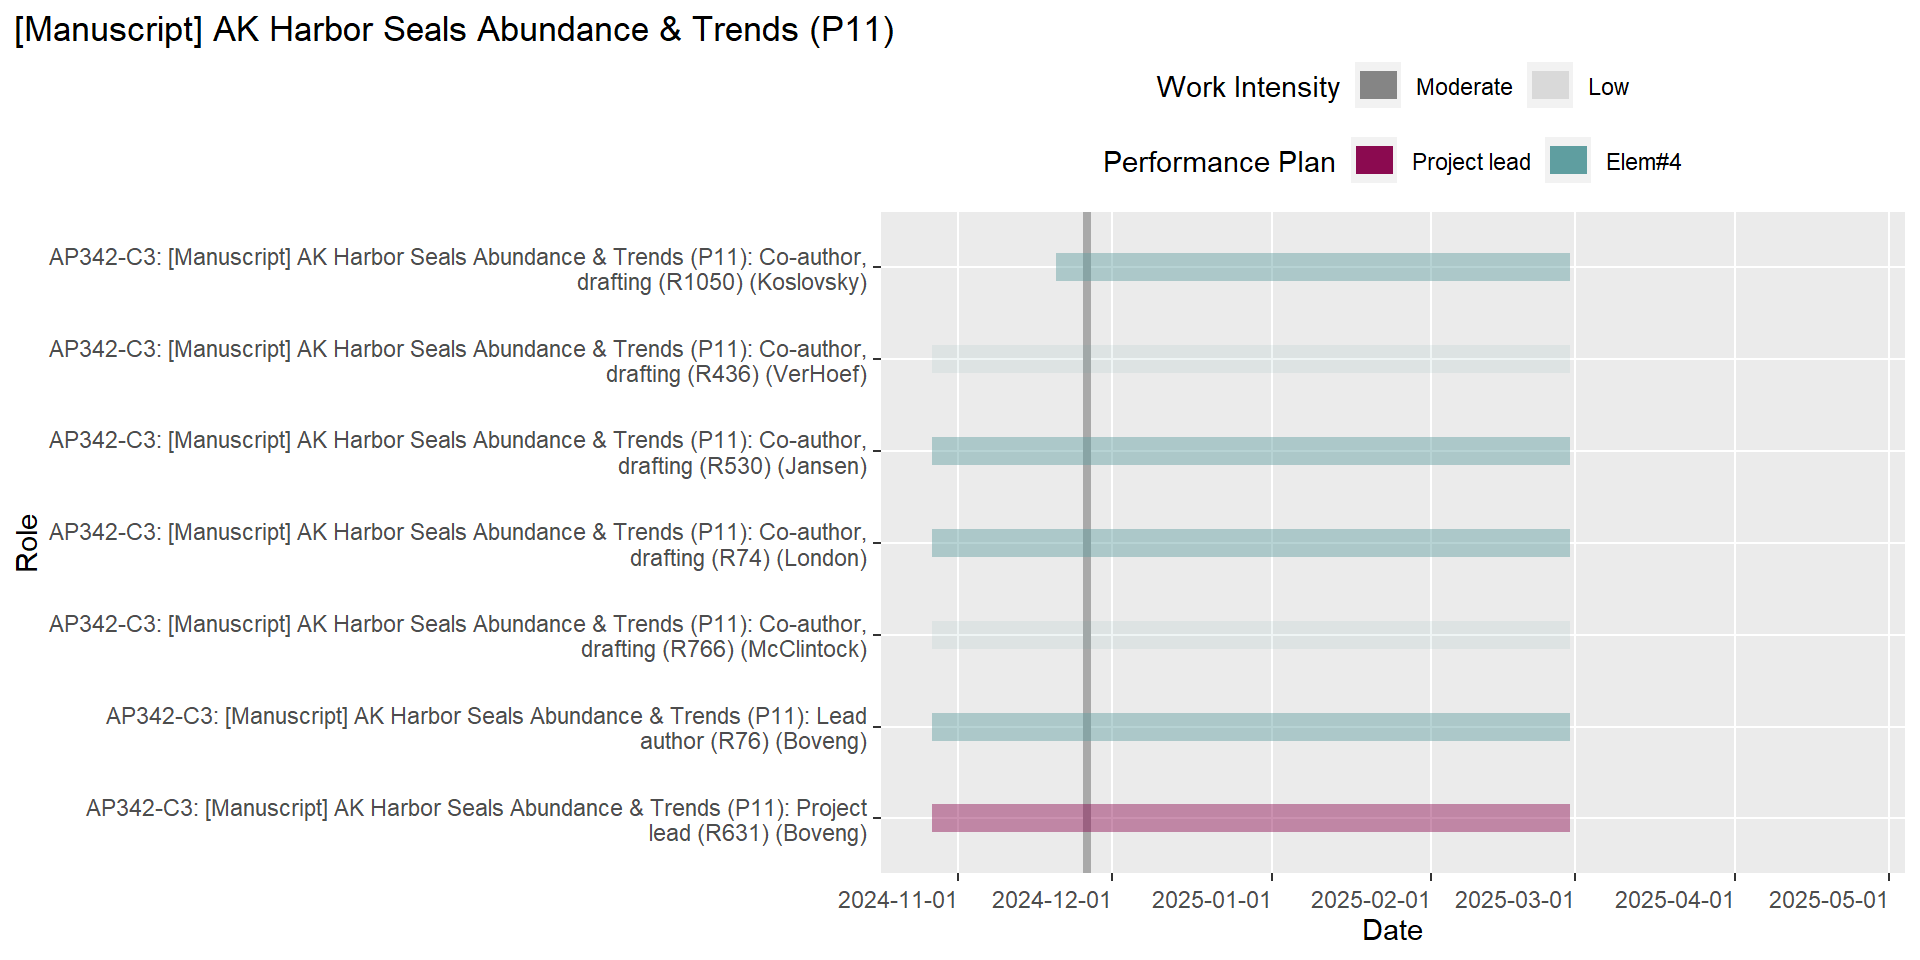 [Manuscript] AK Harbor Seals Abundance & Trends (P11)
Work Intensity Moderate Low
Performance Plan Project lead Elem#4
AP342-C3: [Manuscript] AK Harbor Seals Abundance & Trends (P11): Co-author,
drafting (R1050) (Koslovsky)
AP342-C3: [Manuscript] AK Harbor Seals Abundance & Trends (P11): Co-author,
drafting (R436) (VerHoef)
AP342-C3: [Manuscript] AK Harbor Seals Abundance & Trends (P11): Co-author,
drafting (R530) (Jansen)
AP342-C3: [Manuscript] AK Harbor Seals Abundance & Trends (P11): Co-author,
drafting (R74) (London)
AP342-C3: [Manuscript] AK Harbor Seals Abundance & Trends (P11): Co-author,
drafting (R766) (McClintock)
AP342-C3: [Manuscript] AK Harbor Seals Abundance & Trends (P11): Lead
author (R76) (Boveng)
AP342-C3: [Manuscript] AK Harbor Seals Abundance & Trends (P11): Project
lead (R631) (Boveng)
Role
2024-11-01 2024-12-01 2025-01-01 2025-02-01 2025-03-01 2025-04-01 2025-05-01
Date